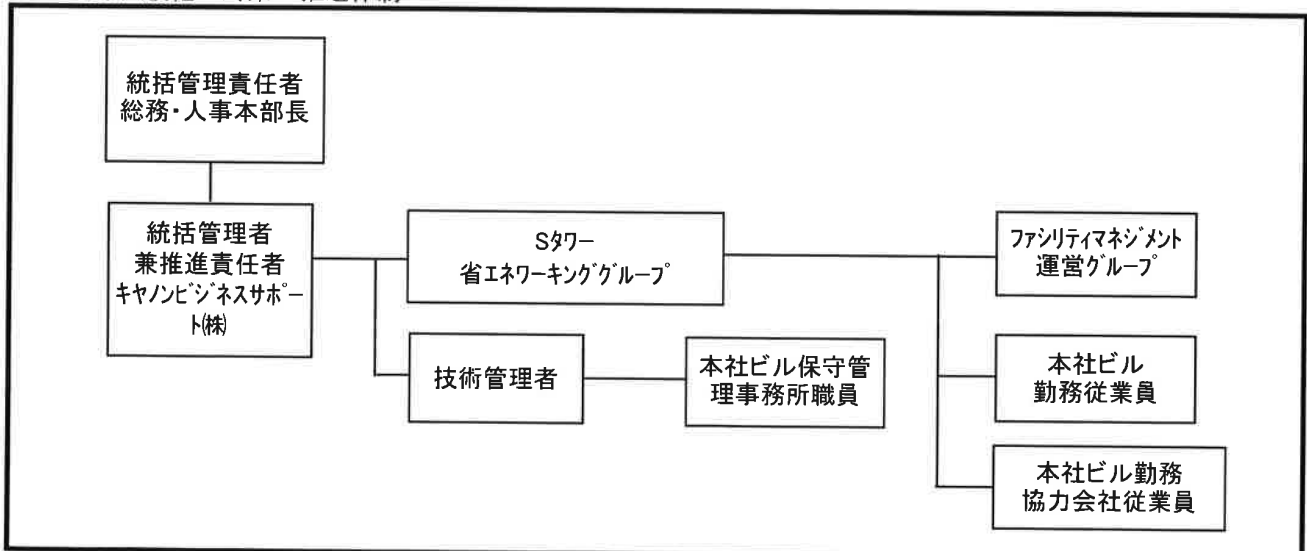 統括管理責任者
総務・人事本部長
統括管理者
兼推進責任者
キヤノンビジネスサポー
ト(株)
Sタワー
省エネワーキンググループ
技術管理者
本社ビル保守管
理事務所職員
ファシリティマネジメント
運営グループ
本社ビル
勤務従業員
本社ビル勤務
協力会社従業員